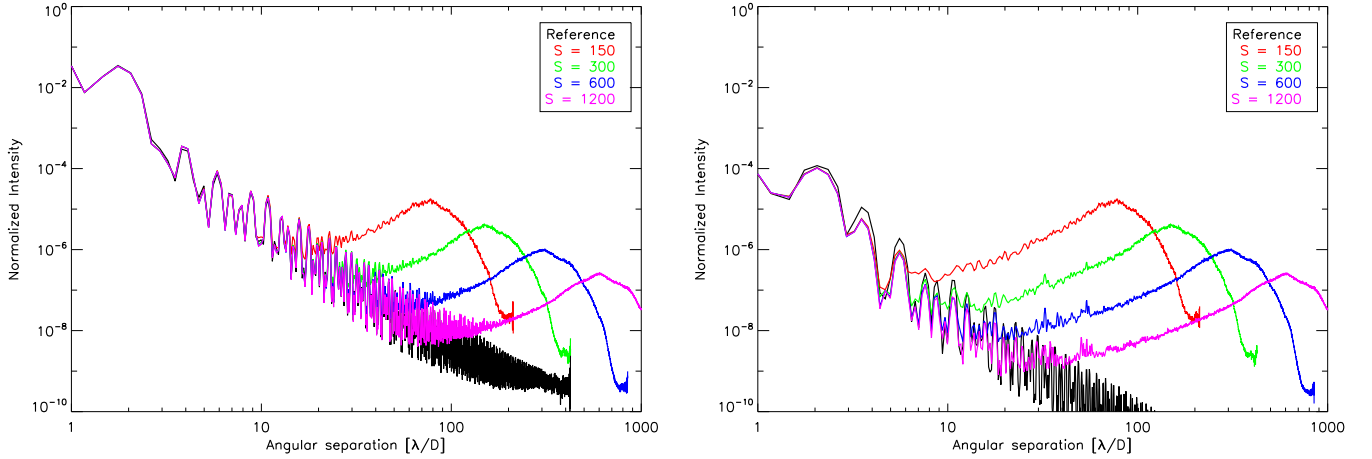 10^0
10^-2
10^-4
10^-6
10^-8
10^-10
Normalized Intensity
Reference
S = 150
S = 300
S = 600
S = 1200
1
10
100
1000
Angular separation [λ/D]
10^0
10^-2
10^-4
10^-6
10^-8
10^-10
Normalized Intensity
Reference
S = 150
S = 300
S = 600
S = 1200
1
10
100
1000
Angular separation [λ/D]